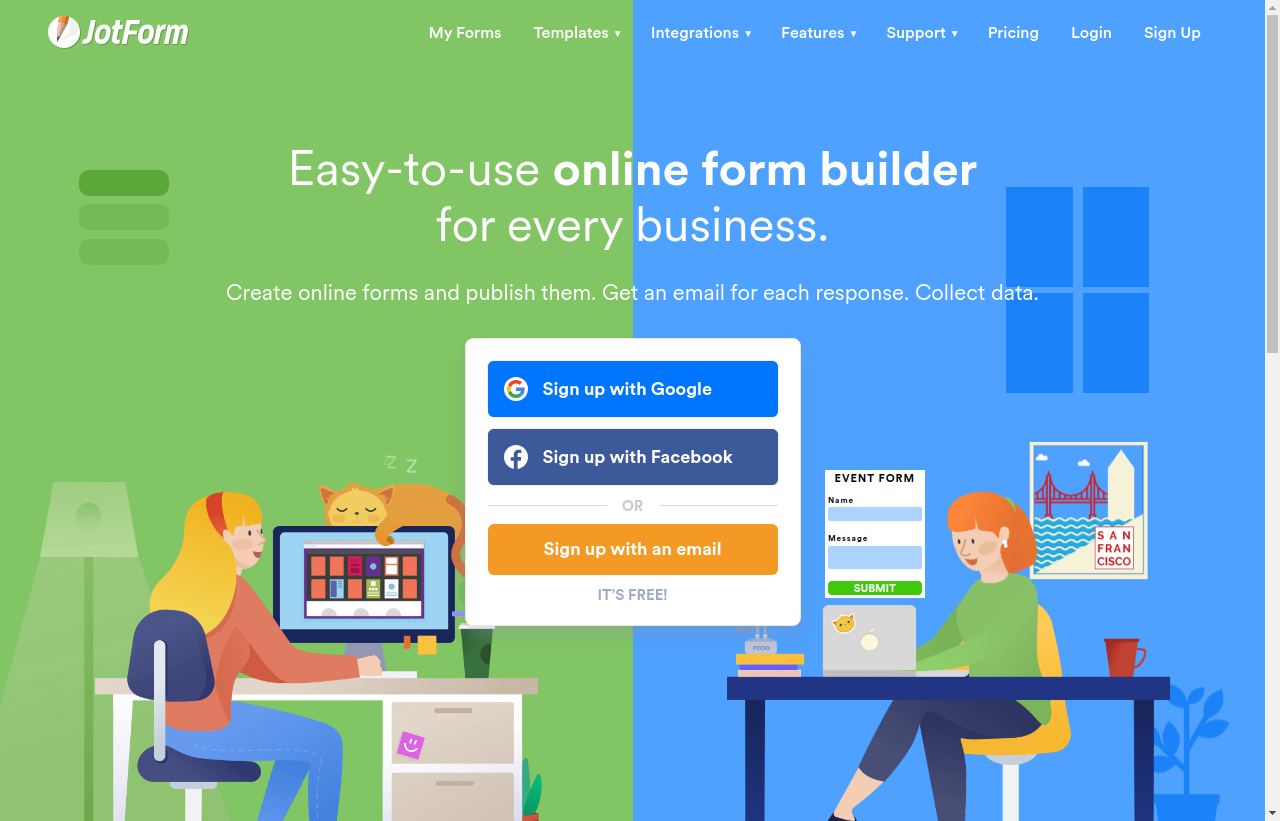 JotForm
My Forms Templates ▼ Integrations ▼ Features ▼ Support ▼ Pricing Login Sign Up
Easy-to-use online form builder
for every business.
Create online forms and publish them. Get an email for each response. Collect data.
Sign up with Google
Sign up with Facebook
OR
Sign up with an email
IT'S FREE!
Z Z Z
EVENT FORM
Name
Message
SUBMIT
SAN
FRAN
CISCO
PODO